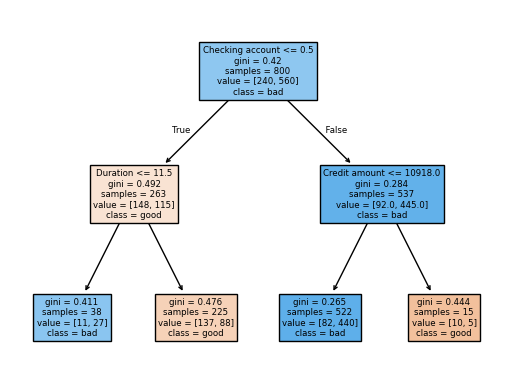 Checking account <= 0.5
gini = 0.42
samples = 800
value = [240, 560]
class = bad
True
False
Duration <= 11.5
gini = 0.492
samples = 263
value = [148, 115]
class = good
Credit amount <= 10918.0
gini = 0.284
samples = 537
value = [92.0, 445.0]
class = bad
gini = 0.411
samples = 38
value = [11, 27]
class = bad
gini = 0.476
samples = 225
value = [137, 88]
class = good
gini = 0.265
samples = 522
value = [82, 440]
class = bad
gini = 0.444
samples = 15
value = [10, 5]
class = good